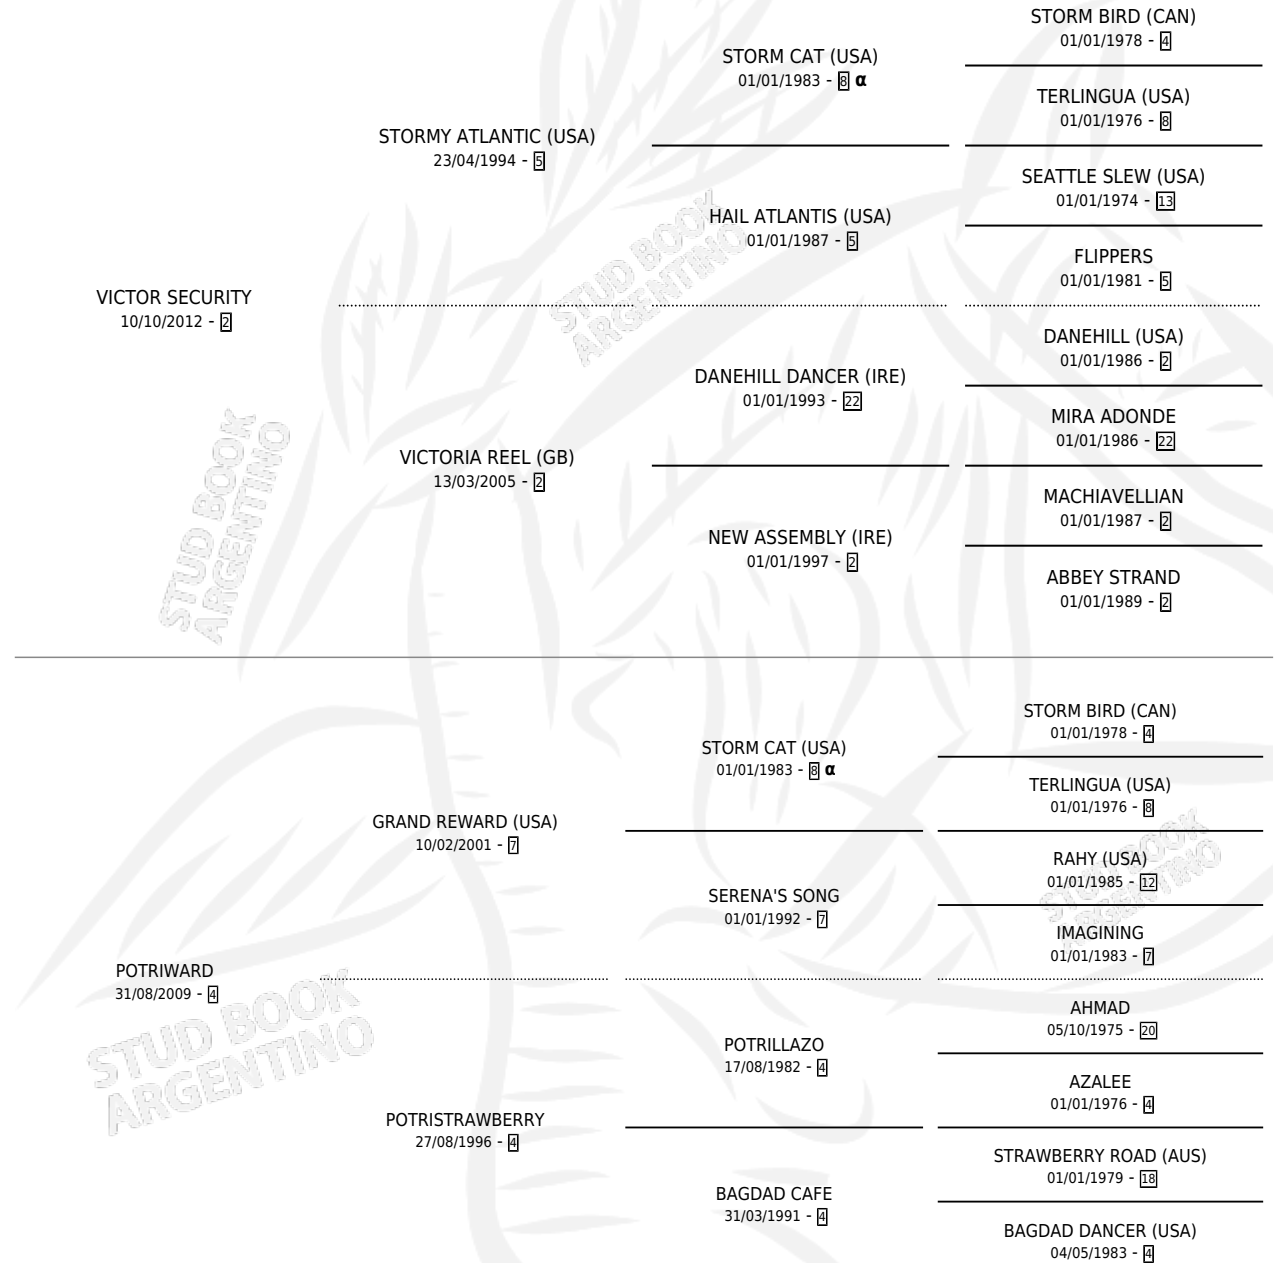 STORM BIRD (CAN)
01/01/1978 - 4
STORM CAT (USA)
01/01/1983 - 8 α
TERLINGUA (USA)
01/01/1976 - 8
STORMY ATLANTIC (USA)
23/04/1994 - 5
SEATTLE SLEW (USA)
01/01/1974 - 13
HAIL ATLANTIS (USA)
01/01/1987 - 5
FLIPPERS
01/01/1981 - 5
VICTOR SECURITY
10/10/2012 - 2
DANEHILL (USA)
01/01/1986 - 2
DANEHILL DANCER (IRE)
01/01/1993 - 22
MIRA ADONDE
01/01/1986 - 22
VICTORIA REEL (GB)
13/03/2005 - 2
MACHIAVELLIAN
01/01/1987 - 2
NEW ASSEMBLY (IRE)
01/01/1997 - 2
ABBEY STRAND
01/01/1989 - 2
STUD BOOK
ARGENTINO
STUD BOOK
ARGENTINO
STORM BIRD (CAN)
01/01/1978 - 4
STORM CAT (USA)
01/01/1983 - 8 α
TERLINGUA (USA)
01/01/1976 - 8
GRAND REWARD (USA)
10/02/2001 - 7
RAHY (USA)
01/01/1985 - 12
SERENA'S SONG
01/01/1992 - 7
IMAGINING
01/01/1983 - 7
POTRIWARD
31/08/2009 - 4
AHMAD
05/10/1975 - 20
POTRILLAZO
17/08/1982 - 4
AZALEE
01/01/1976 - 4
POTRISTRAWBERRY
27/08/1996 - 4
STRAWBERRY ROAD (AUS)
01/01/1979 - 18
BAGDAD CAFE
31/03/1991 - 4
BAGDAD DANCER (USA)
04/05/1983 - 4
STUD BOOK
ARGENTINO
STUD BOOK
ARGENTINO